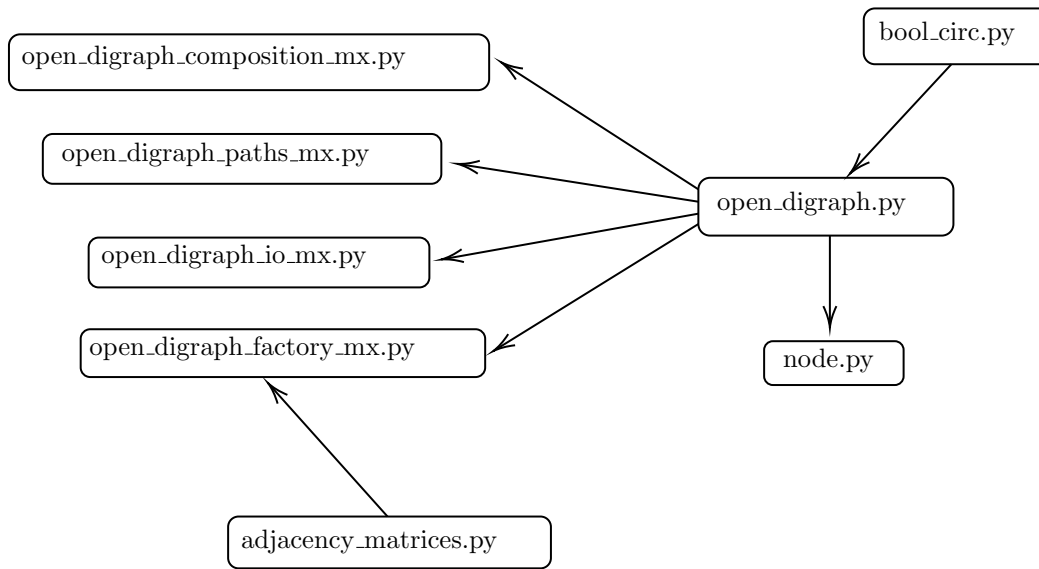 bool_circ.py
open_digraph_composition_mx.py
open_digraph_paths_mx.py
open_digraph.py
open_digraph_io_mx.py
open_digraph_factory_mx.py
node.py
adjacency_matrices.py